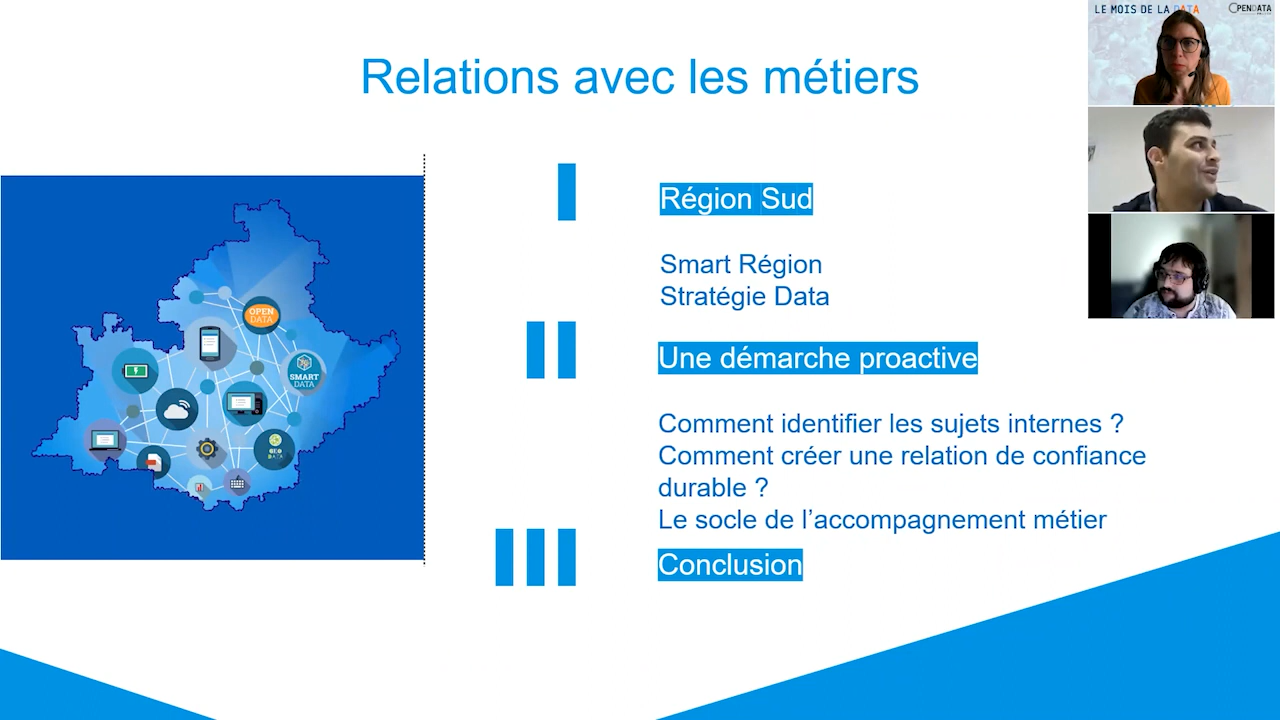 LE MOIS DE LA DATA
OPENDATA
Relations avec les métiers
Région Sud
Smart Région
Stratégie Data
Une démarche proactive
Comment identifier les sujets internes ?
Comment créer une relation de confiance
durable ?
Le socle de l’accompagnement métier
Conclusion
OPEN
DATA
SMART
DATA
GEO
DATA